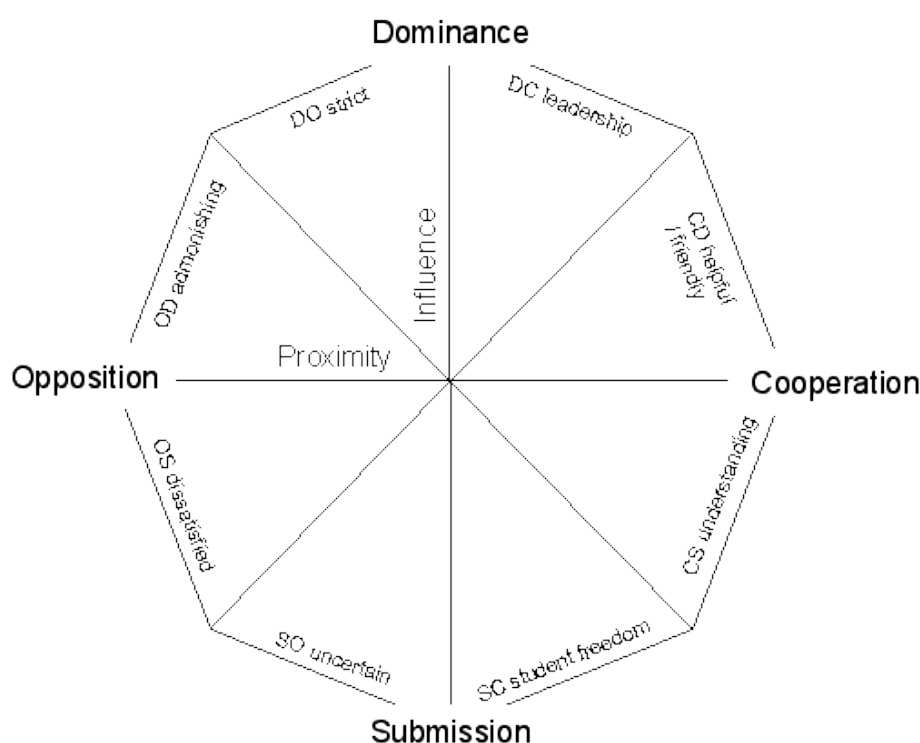 Dominance
DO strict
DC leadership
OD admonishing
Influence
CD helpful
/friendly
Proximity
Opposition
Cooperation
OS dissatisfied
CS understanding
SO uncertain
SC student freedom
Submission